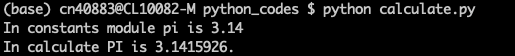 (base) cn40883@CL10082-M python_codes $ python calculate.py
In constants module pi is 3.14
In calculate PI is 3.1415926.